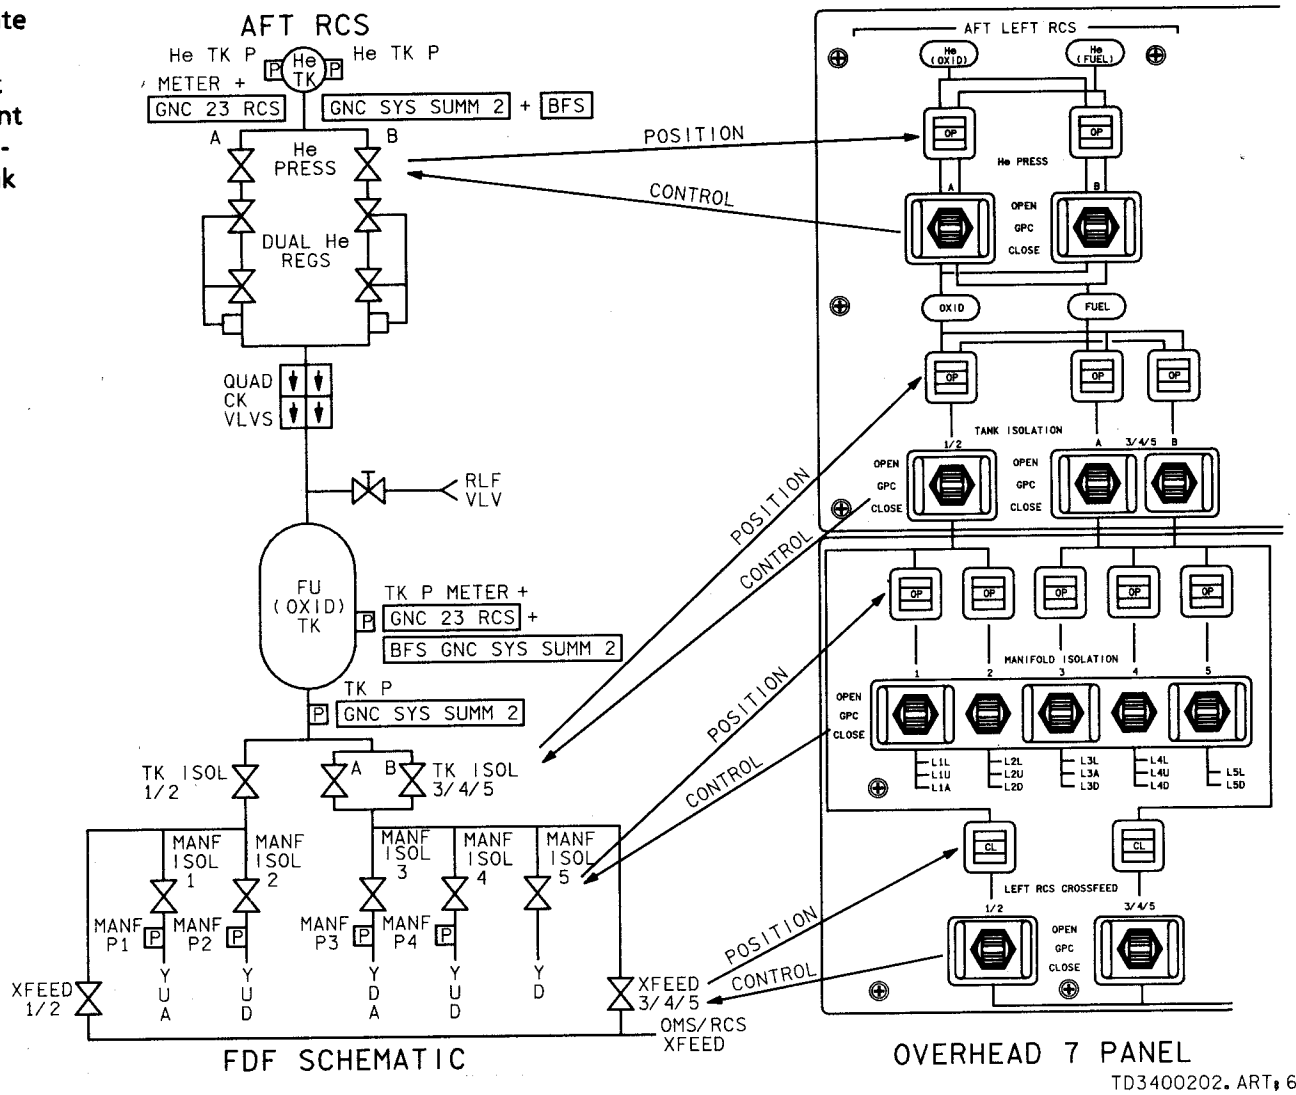 te
nt
-
k
AFT RCS
He TK P
He TK P
P
He
TK
P
METER +
GNC 23 RCS
GNC SYS SUMM 2 + BFS
A
B
He
PRESS
DUAL He
REGS
QUAD
CK
VLVS
RLF
VLV
FU
(OXID)
TK
P
TK P METER +
GNC 23 RCS +
BFS GNC SYS SUMM 2
TK P
P
GNC SYS SUMM 2
TK ISOL
1/2
A
B
TK ISOL
3/4/5
MANF
ISOL
1
MANF
ISOL
2
MANF
ISOL
3
MANF
ISOL
4
MANF
ISOL
5
MANF
P1
P
MANF
P2
P
MANF
P3
P
MANF
P4
P
Y
U
A
Y
U
D
Y
D
A
Y
U
D
Y
D
XFEED
1/2
XFEED
3/4/5
OMS/RCS
XFEED
FDF SCHEMATIC
POSITION
CONTROL
POSITION
CONTROL
POSITION
CONTROL
POSITION
CONTROL
AFT LEFT RCS
He
(OXID)
He
(FUEL)
OP
OP
He PRESS
A
B
OPEN
GPC
CLOSE
OXID
FUEL
OP
OP
OP
TANK ISOLATION
1/2
A
3/4/5
B
OPEN
GPC
CLOSE
OPEN
GPC
CLOSE
OP
OP
OP
OP
OP
MANIFOLD ISOLATION
1
2
3
4
5
OPEN
GPC
CLOSE
L1L
L1U
L1A
L2L
L2U
L2D
L3L
L3A
L3D
L4L
L4U
L4D
L5L
L5D
CL
CL
LEFT RCS CROSSFEED
1/2
3/4/5
OPEN
GPC
CLOSE
OVERHEAD 7 PANEL
TD3400202. ART; 6